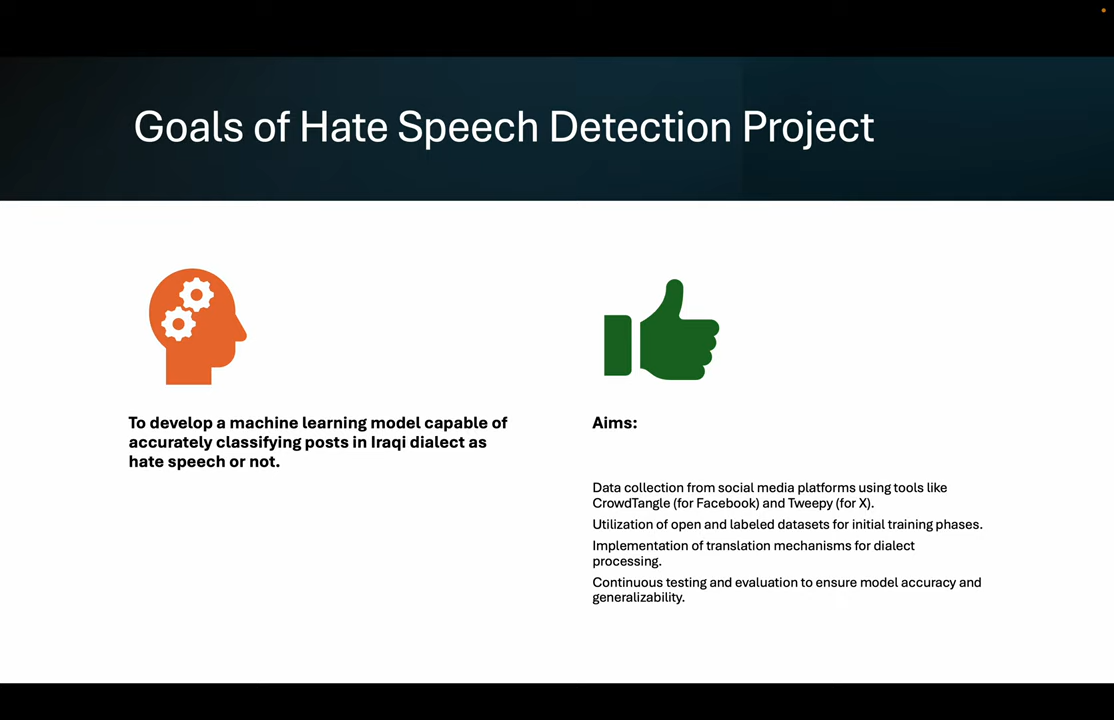 Goals of Hate Speech Detection Project
To develop a machine learning model capable of
accurately classifying posts in Iraqi dialect as
hate speech or not.
Aims:
Data collection from social media platforms using tools like
CrowdTangle (for Facebook) and Tweepy (for X).
Utilization of open and labeled datasets for initial training phases.
Implementation of translation mechanisms for dialect
processing.
Continuous testing and evaluation to ensure model accuracy and
generalizability.